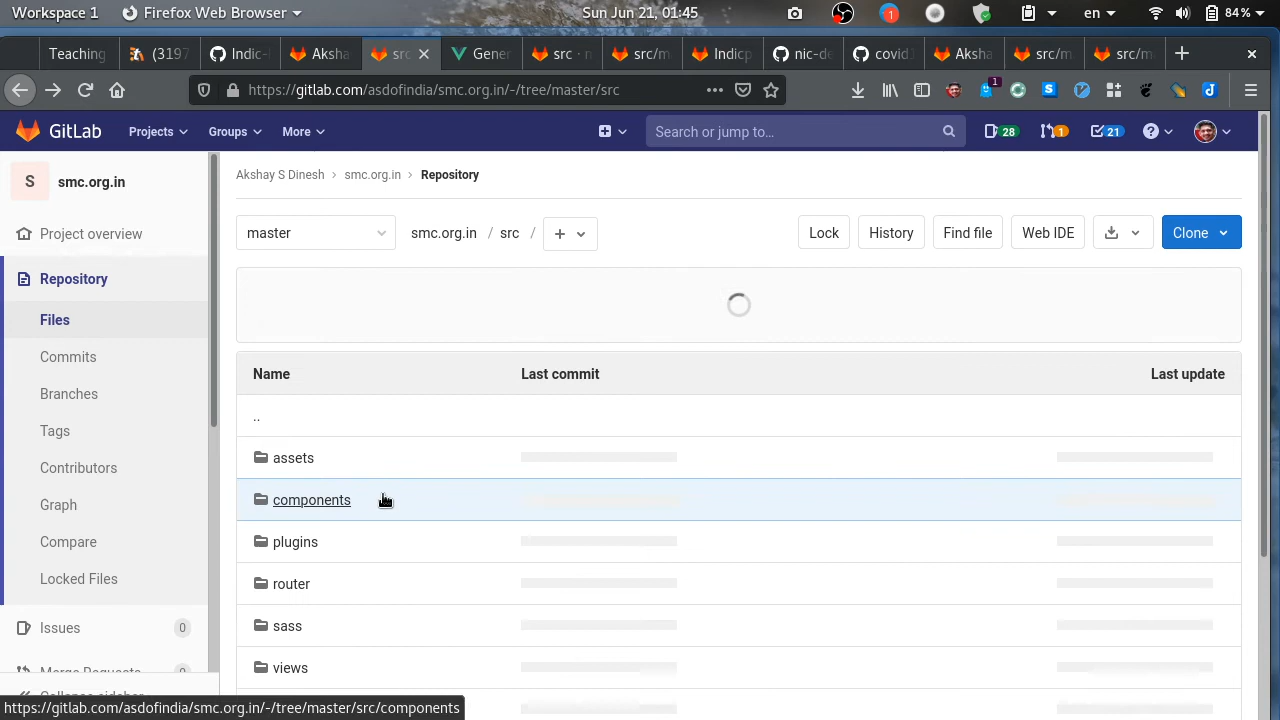 Workspace 1 Firefox Web Browser Sun Jun 21, 01:45 1 en 84%
Teaching (3197 Indic- Aksha src Gener src · n src/m Indicp nic-de covid Aksha src/m src/m
https://gitlab.com/asdofindia/smc.org.in/-/tree/master/src 1
GitLab Projects Groups More Search or jump to... 28 1 21
S smc.org.in
Akshay S Dinesh › smc.org.in › Repository
Project overview
master smc.org.in / src / + Lock History Find file Web IDE Clone
Repository
Files
Commits
Branches
Tags
Contributors
Graph
Compare
Locked Files
Issues 0
Merge Requests
Collapse sidebar
Name Last commit Last update
..
assets
components
plugins
router
sass
views
https://gitlab.com/asdofindia/smc.org.in/-/tree/master/src/components